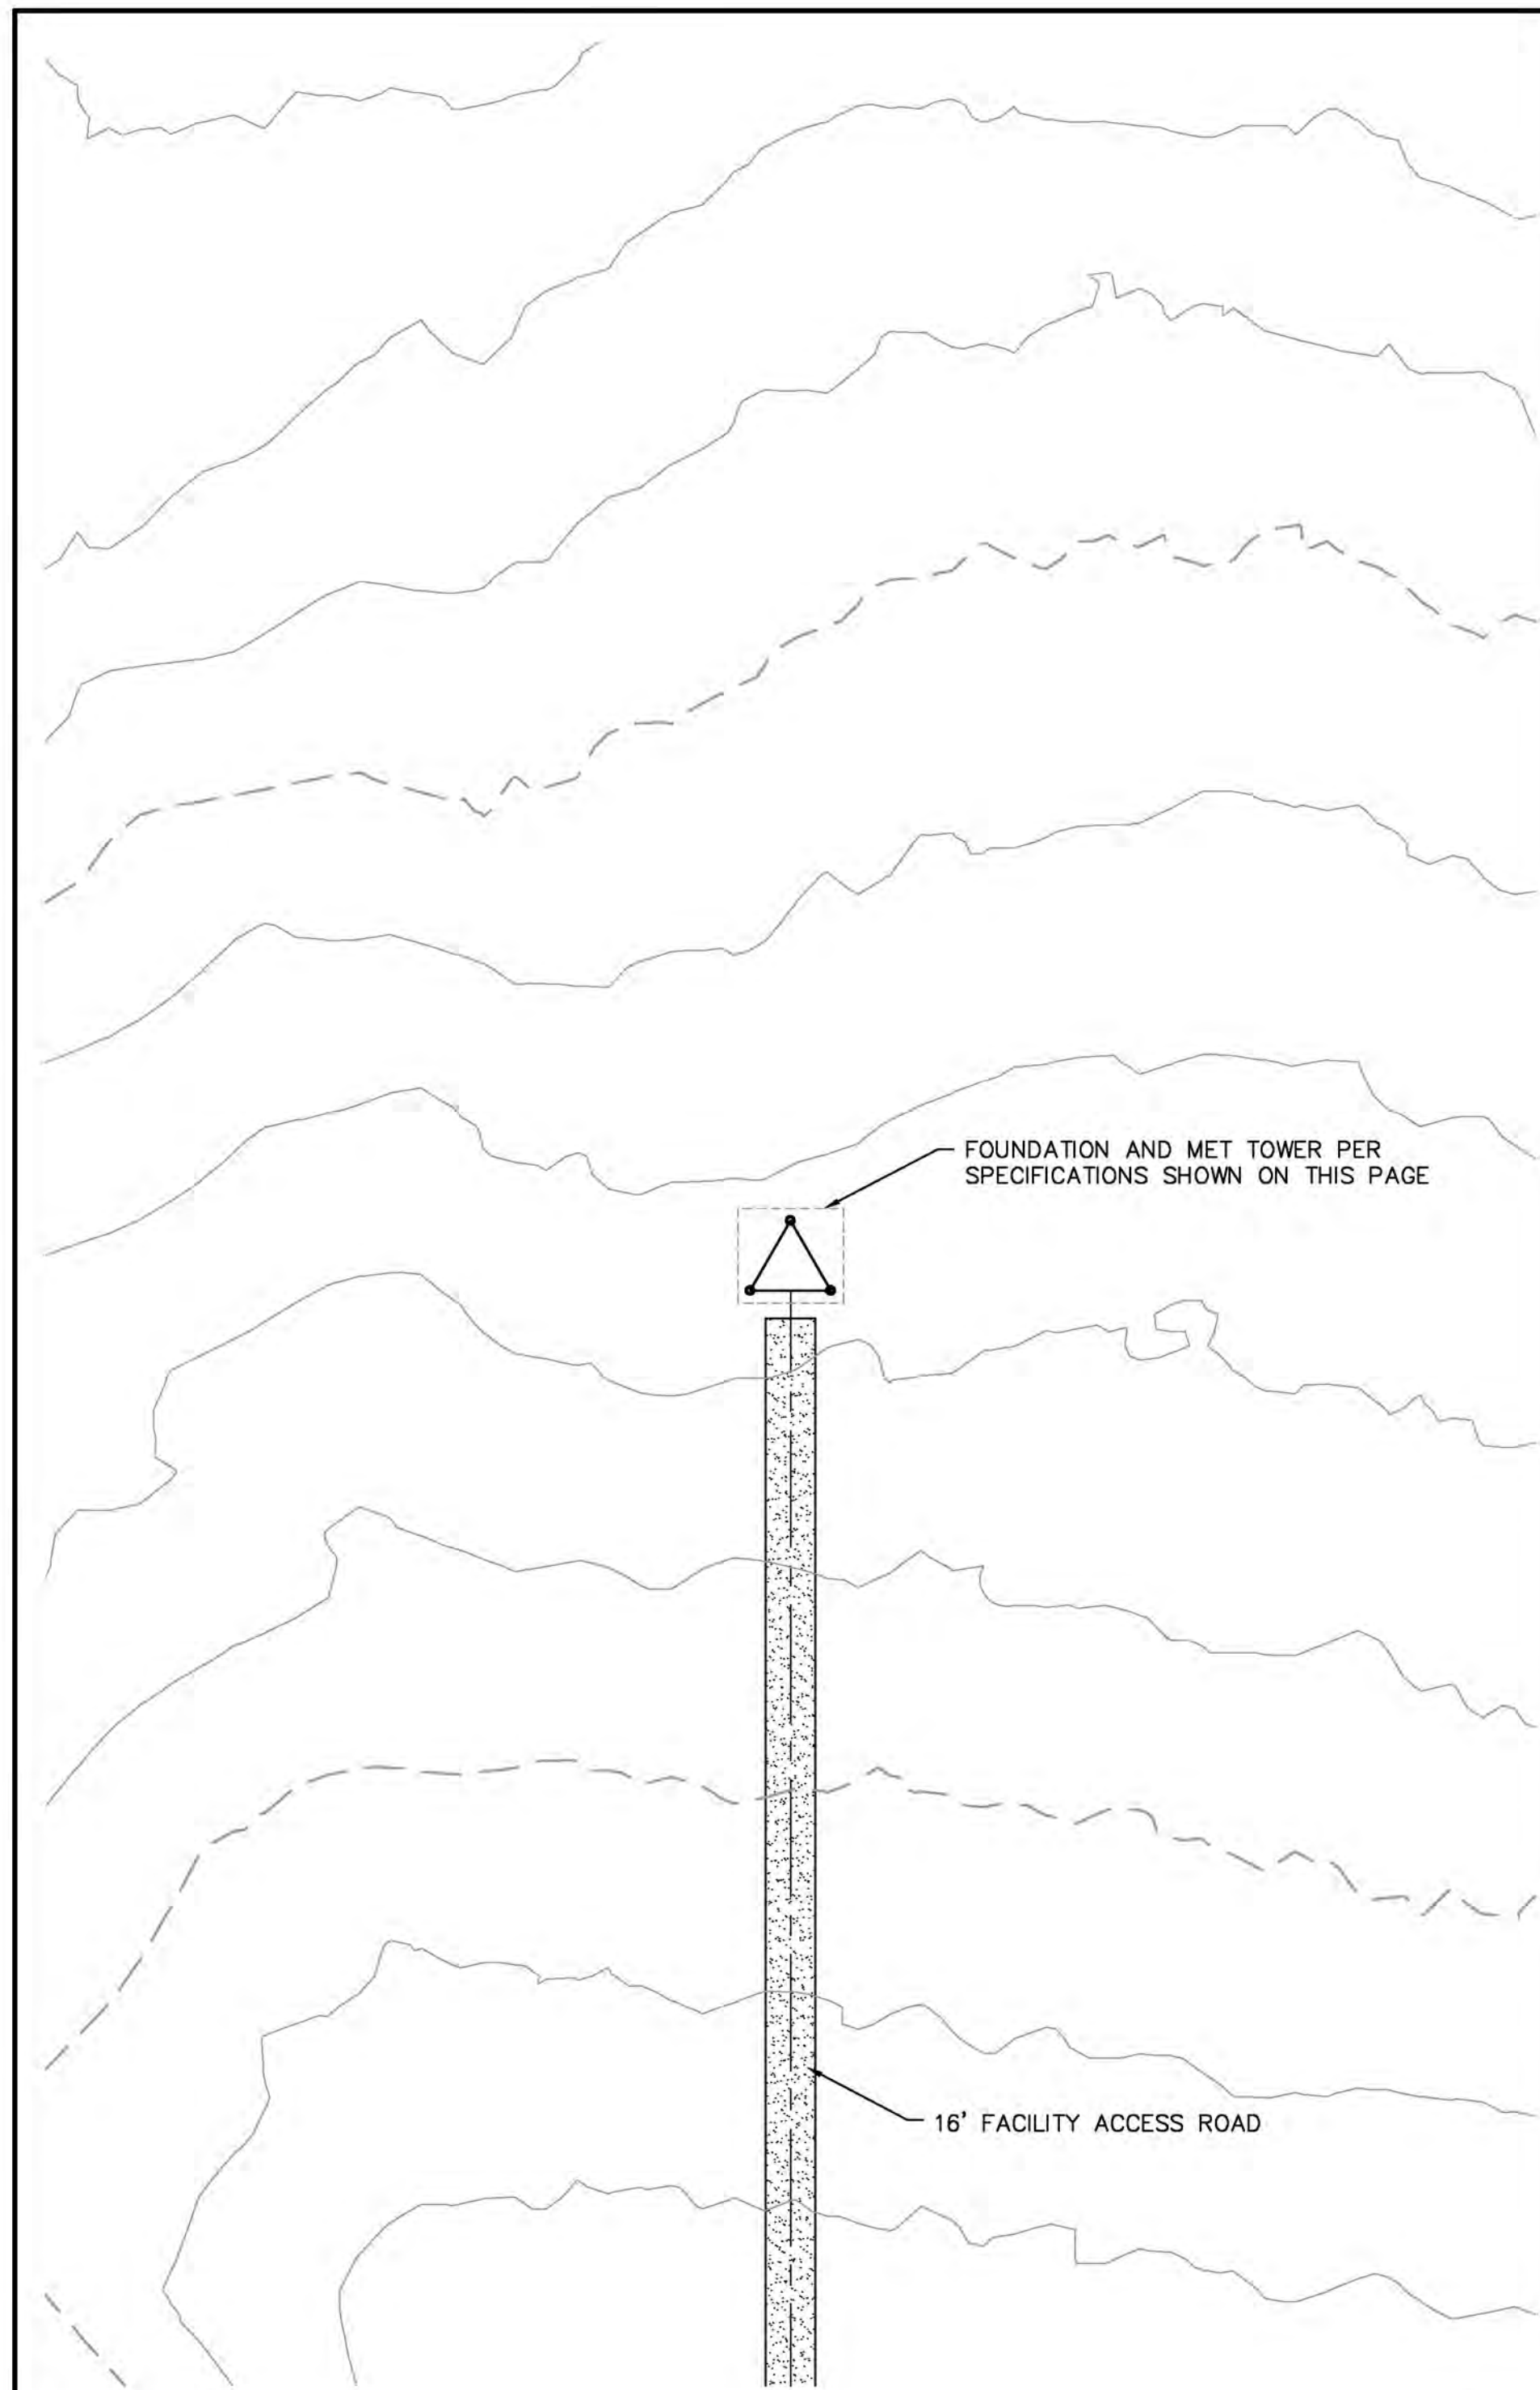 FOUNDATION AND MET TOWER PER
SPECIFICATIONS SHOWN ON THIS PAGE
16' FACILITY ACCESS ROAD